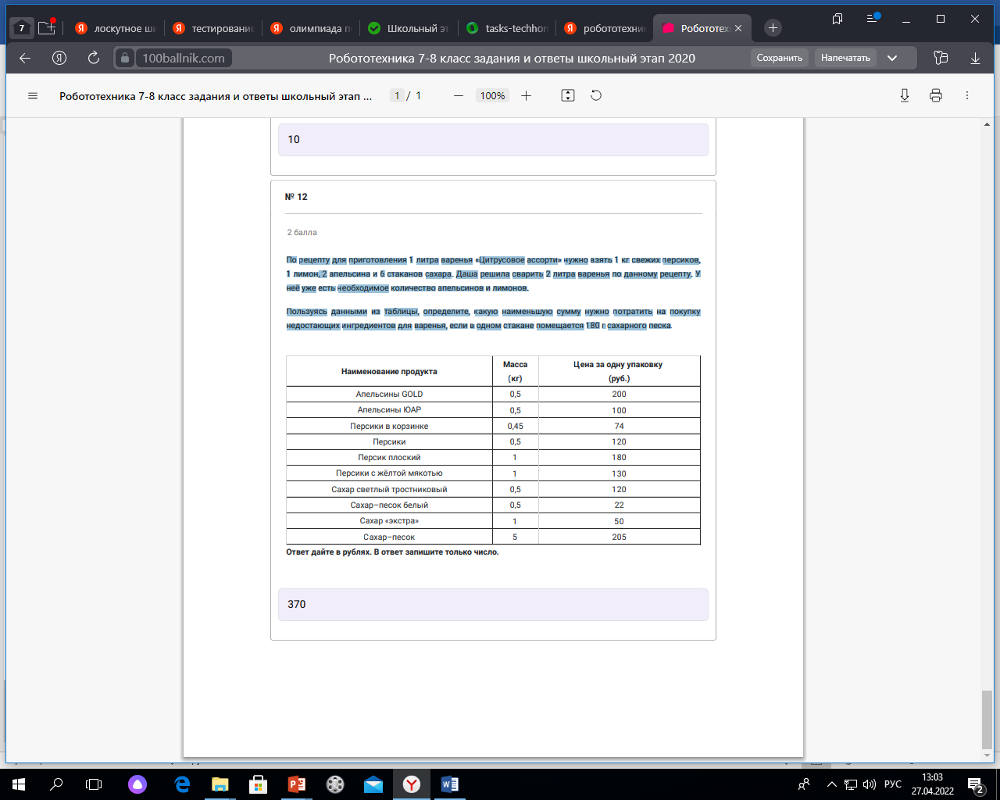 7
лоскутное ши
тестирование
олимпиада по
Школьный эт
tasks-techhom
робототехник
Робототех
100ballnik.com
Робототехника 7-8 класс задания и ответы школьный этап 2020
Сохранить
Напечатать
Робототехника 7-8 класс задания и ответы школьный этап ...
1 / 1
100%
10
№ 12
2 балла
По рецепту для приготовления 1 литра варенья «Цитрусовое ассорти» нужно взять 1 кг свежих персиков,
1 лимон, 2 апельсина и 6 стаканов сахара. Даша решила сварить 2 литра варенья по данному рецепту. У
неё уже есть необходимое количество апельсинов и лимонов.
Пользуясь данными из таблицы, определите, какую наименьшую сумму нужно потратить на покупку
недостающих ингредиентов для варенья, если в одном стакане помещается 180 г сахарного песка.
Наименование продукта Масса (кг) Цена за одну упаковку (руб.)
Апельсины GOLD 0,5 200
Апельсины ЮАР 0,5 100
Персики в корзинке 0,45 74
Персики 0,5 120
Персик плоский 1 180
Персики с жёлтой мякотью 1 130
Сахар светлый тростниковый 0,5 120
Сахар–песок белый 0,5 22
Сахар «экстра» 1 50
Сахар–песок 5 205
Ответ дайте в рублях. В ответ запишите только число.
370
РУС
13:03
27.04.2022
2